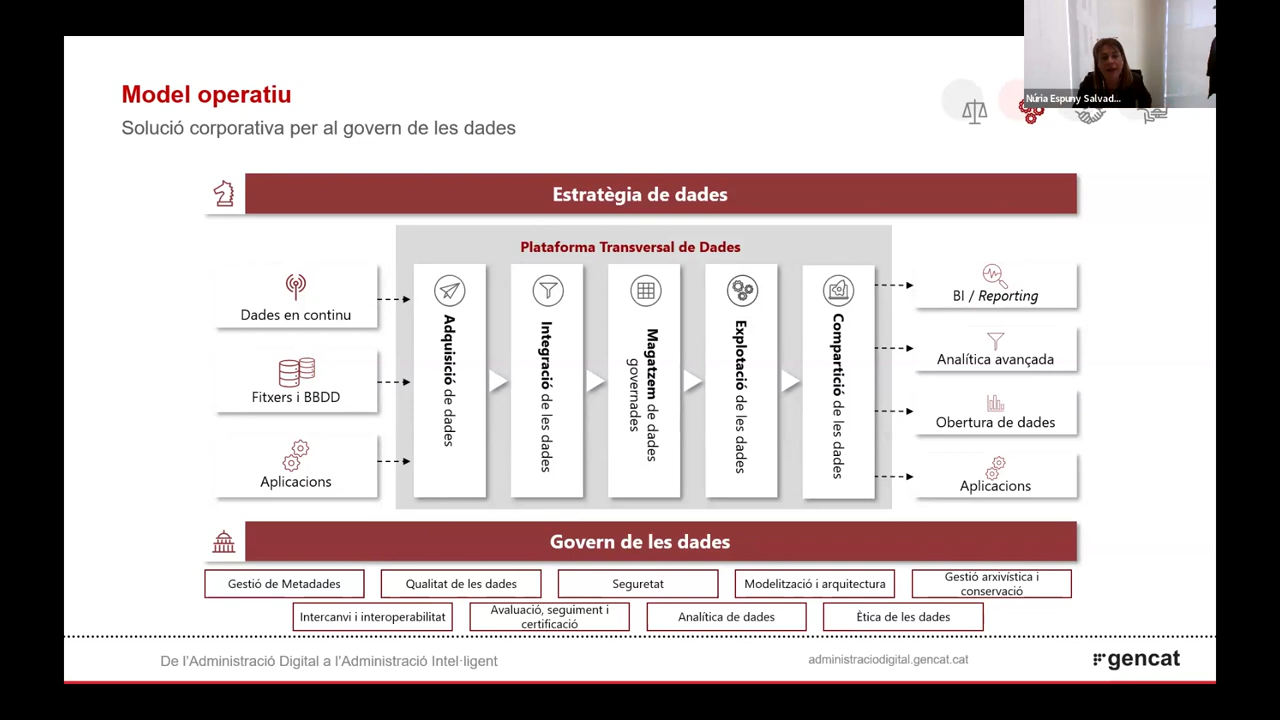 Núria Espuny Salvad...
Model operatiu
Solució corporativa per al govern de les dades
Estratègia de dades
Plataforma Transversal de Dades
Dades en continu
Fitxers i BBDD
Aplicacions
Adquisició de dades
Integració de les dades
Magatzem de dades
governades
Explotació de les dades
Compartició de les dades
BI / Reporting
Analítica avançada
Obertura de dades
Aplicacions
Govern de les dades
Gestió de Metadades
Qualitat de les dades
Seguretat
Modelització i arquitectura
Gestió arxivística i
conservació
Intercanvi i interoperabilitat
Avaluació, seguiment i
certificació
Analítica de dades
Ètica de les dades
De l'Administració Digital a l'Administració Intel·ligent
administraciodigital.gencat.cat
gencat